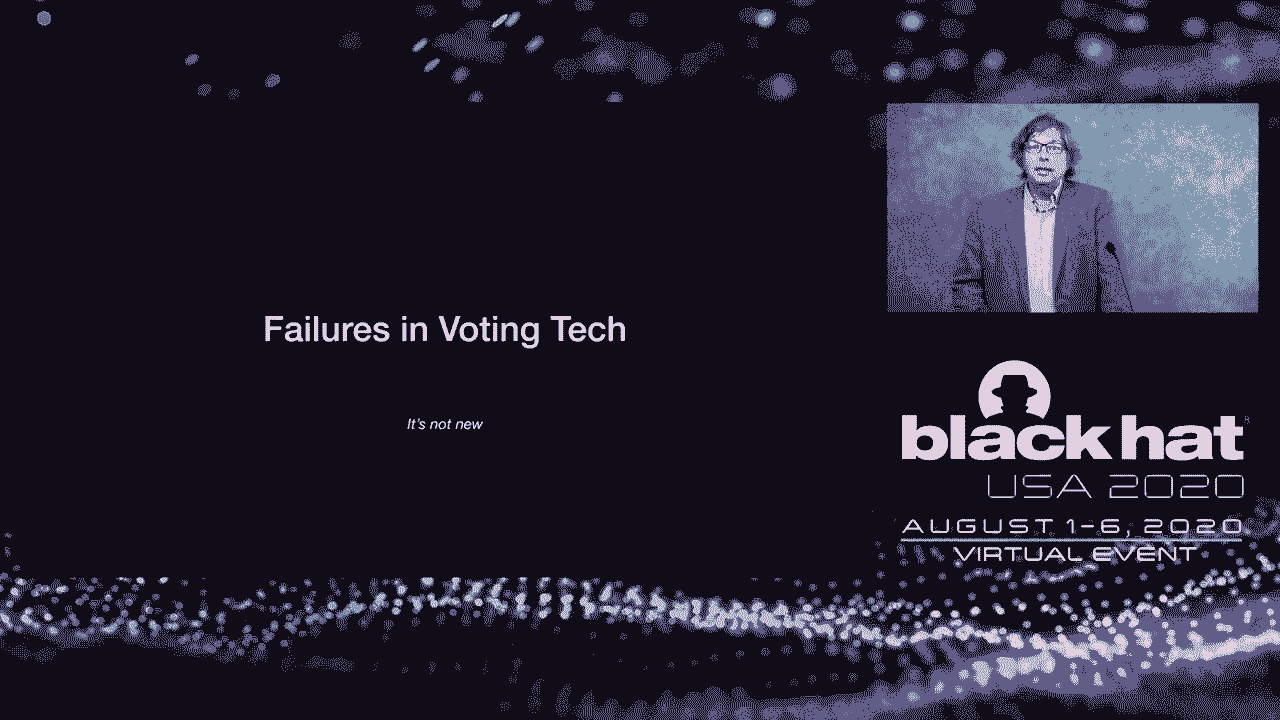 Failures in Voting Tech
It's not new
black hat
USA 2020
AUGUST 1-6, 2020
VIRTUAL EVENT